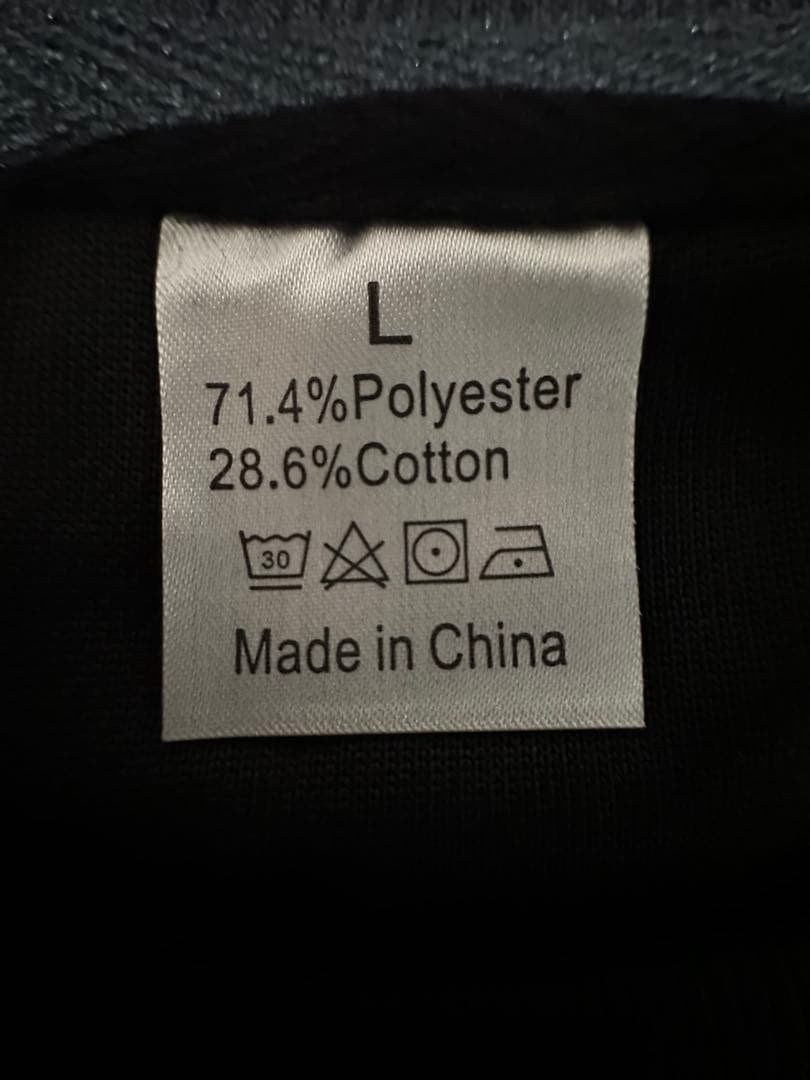 L
71.4%Polyester
28.6%Cotton
30
Made in China